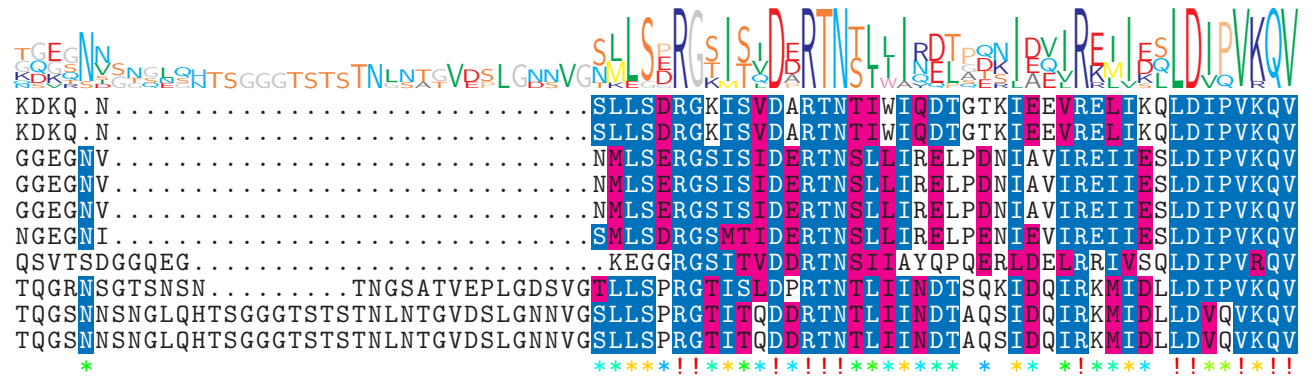 KDKQ.N..............................SLLSDRGKISVDARTNTIWIQDTGTKIEEVRELIKQLDIPVKQV
KDKQ.N..............................SLLSDRGKISVDARTNTIWIQDTGTKIEEVRELIKQLDIPVKQV
GGEGNV..............................NMLSERGSISIDERTNSLLIRELPDNIAVIREIIESLDIPVKQV
GGEGNV..............................NMLSERGSISIDERTNSLLIRELPDNIAVIREIIESLDIPVKQV
GGEGNV..............................NMLSERGSISIDERTNSLLIRELPDNIAVIREIIESLDIPVKQV
NGEGNI..............................SMLSDRGSMTIDERTNSLLIRELPENIEVIREIIESLDIPVKQV
QSVTSDGGQEG..........................KEGGRGSITVDDRTNSIIAYQPQERLDELRRIVSQLDIPVRQV
TQGRNSGTSNSN.........TNGSATVEPLGDSVGTLLSPRGTISLDPRTNTLIINDTSQKIDQIRKMIDLLDIPVKQV
TQGSNNSNGLQHTSGGGTSTSTNLNTGVDSLGNNVGSLLSPRGTITQDDRTNTLIINDTAQSIDQIRKMIDLLDVQVKQV
TQGSNNSNGLQHTSGGGTSTSTNLNTGVDSLGNNVGSLLSPRGTITQDDRTNTLIINDTAQSIDQIRKMIDLLDVQVKQV
* *****!!****!*!!!******* * ** *!**** !!**!*!!